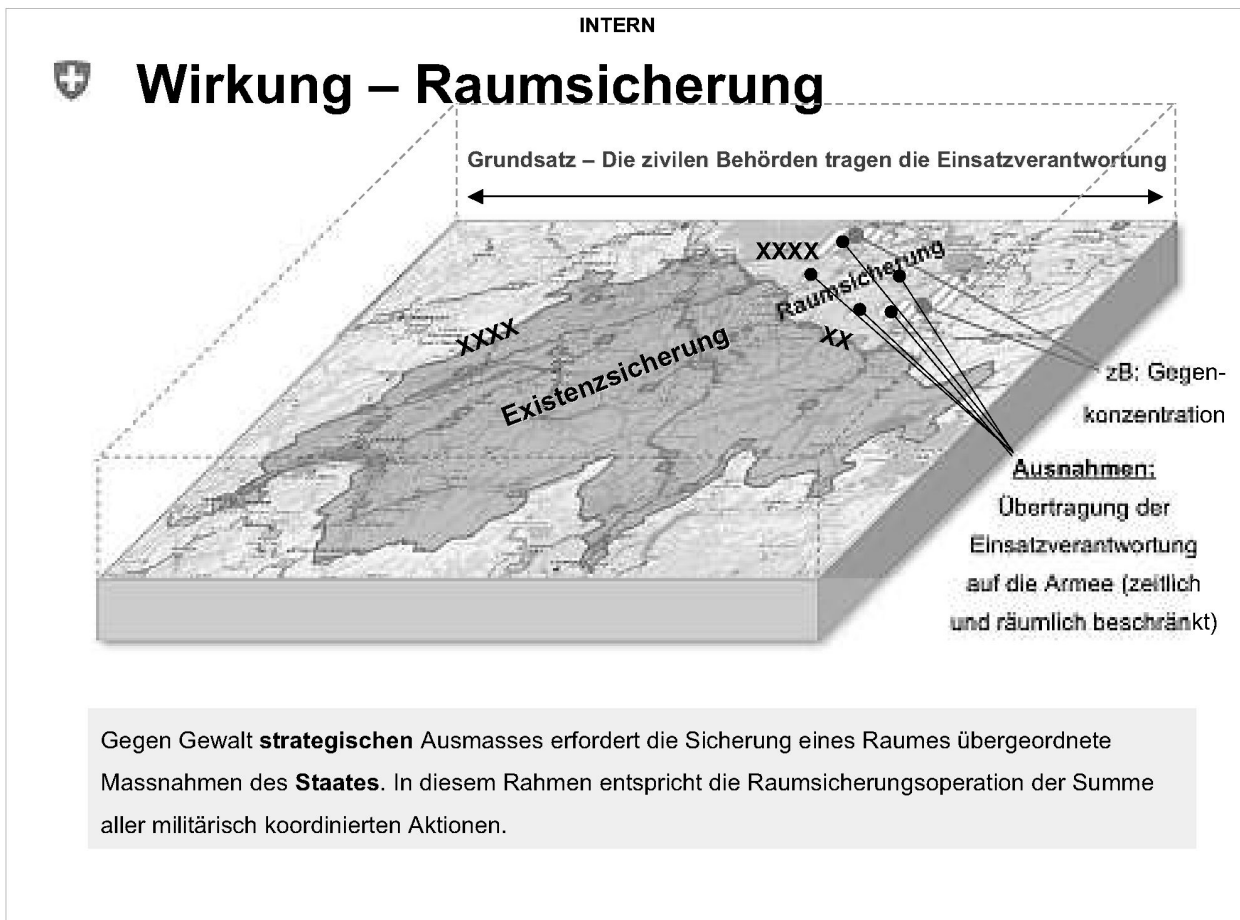 INTERN
Wirkung – Raumsicherung
Grundsatz – Die zivilen Behörden tragen die Einsatzverantwortung
XXXX
Raumsicherung
XXXX
XX
Existenzsicherung
zB: Gegen-
konzentration
Ausnahmen:
Übertragung der
Einsatzverantwortung
auf die Armee (zeitlich
und räumlich beschränkt)
Gegen Gewalt strategischen Ausmasses erfordert die Sicherung eines Raumes übergeordnete
Massnahmen des Staates. In diesem Rahmen entspricht die Raumsicherungsoperation der Summe
aller militärisch koordinierten Aktionen.